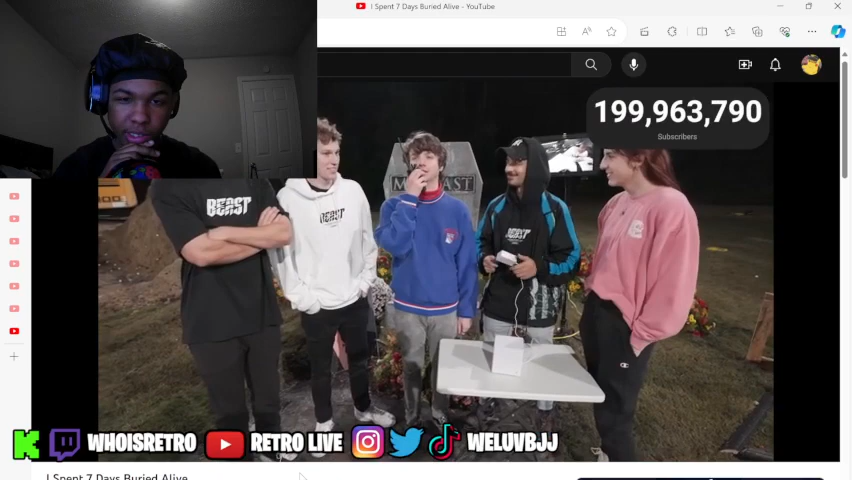 I Spent 7 Days Buried Alive - YouTube
199,963,790
Subscribers
BEAST
BEAST
BEAST
WHOISRETRO
RETRO LIVE
WELUVBJJ
I Spent 7 Days Buried Alive